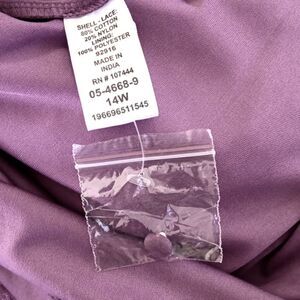 SHELL - LACE:
80% COTTON
20% NYLON
LINING:
100% POLYESTER
92916
MADE IN
INDIA
RN # 107444
05-4668-9
14W
196696511545